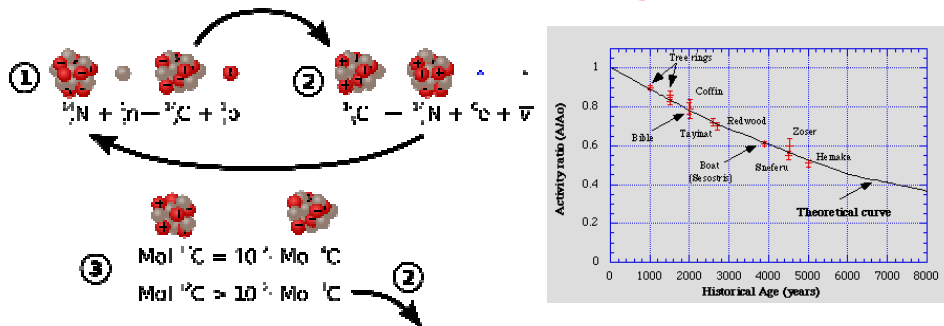 ①
②
N + n C + p
C N + e + ν
③
Mol C = 10 Mo C
Mol C > 10 Mo C
②
Activity ratio (A/Ao)
1
0.8
0.6
0.4
0.2
0
Tree rings
Coffin
Bible
Tayinat
Redwood
Zoser
Boat
(Sesostris)
Sneferu
Hemaka
Theoretical curve
0 1000 2000 3000 4000 5000 6000 7000 8000
Historical Age (years)